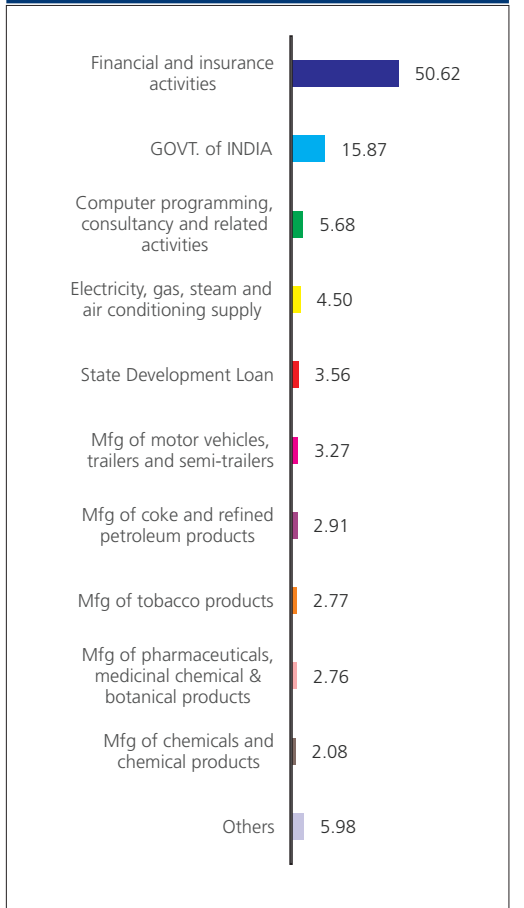 Financial and insurance
activities
50.62
GOVT. of INDIA
15.87
Computer programming,
consultancy and related
activities
5.68
Electricity, gas, steam and
air conditioning supply
4.50
State Development Loan
3.56
Mfg of motor vehicles,
trailers and semi-trailers
3.27
Mfg of coke and refined
petroleum products
2.91
Mfg of tobacco products
2.77
Mfg of pharmaceuticals,
medicinal chemical &
botanical products
2.76
Mfg of chemicals and
chemical products
2.08
Others
5.98